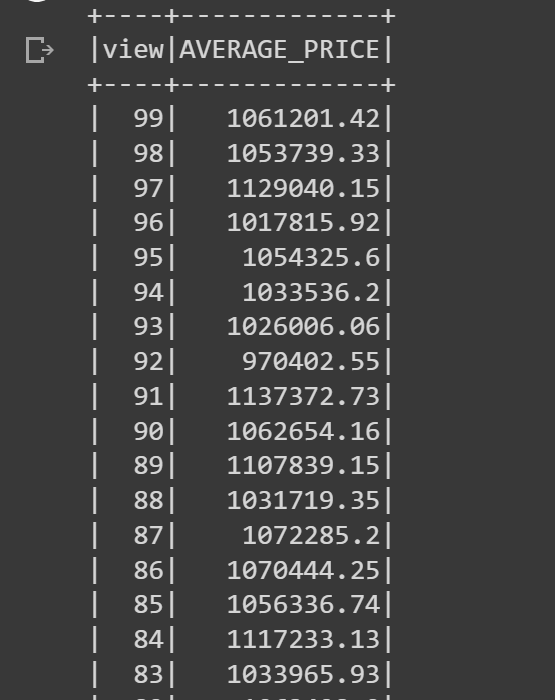 +----+-------------+
|view|AVERAGE_PRICE|
+----+-------------+
|  99|   1061201.42|
|  98|   1053739.33|
|  97|   1129040.15|
|  96|   1017815.92|
|  95|    1054325.6|
|  94|    1033536.2|
|  93|   1026006.06|
|  92|    970402.55|
|  91|   1137372.73|
|  90|   1062654.16|
|  89|   1107839.15|
|  88|   1031719.35|
|  87|    1072285.2|
|  86|   1070444.25|
|  85|   1056336.74|
|  84|   1117233.13|
|  83|   1033965.93|